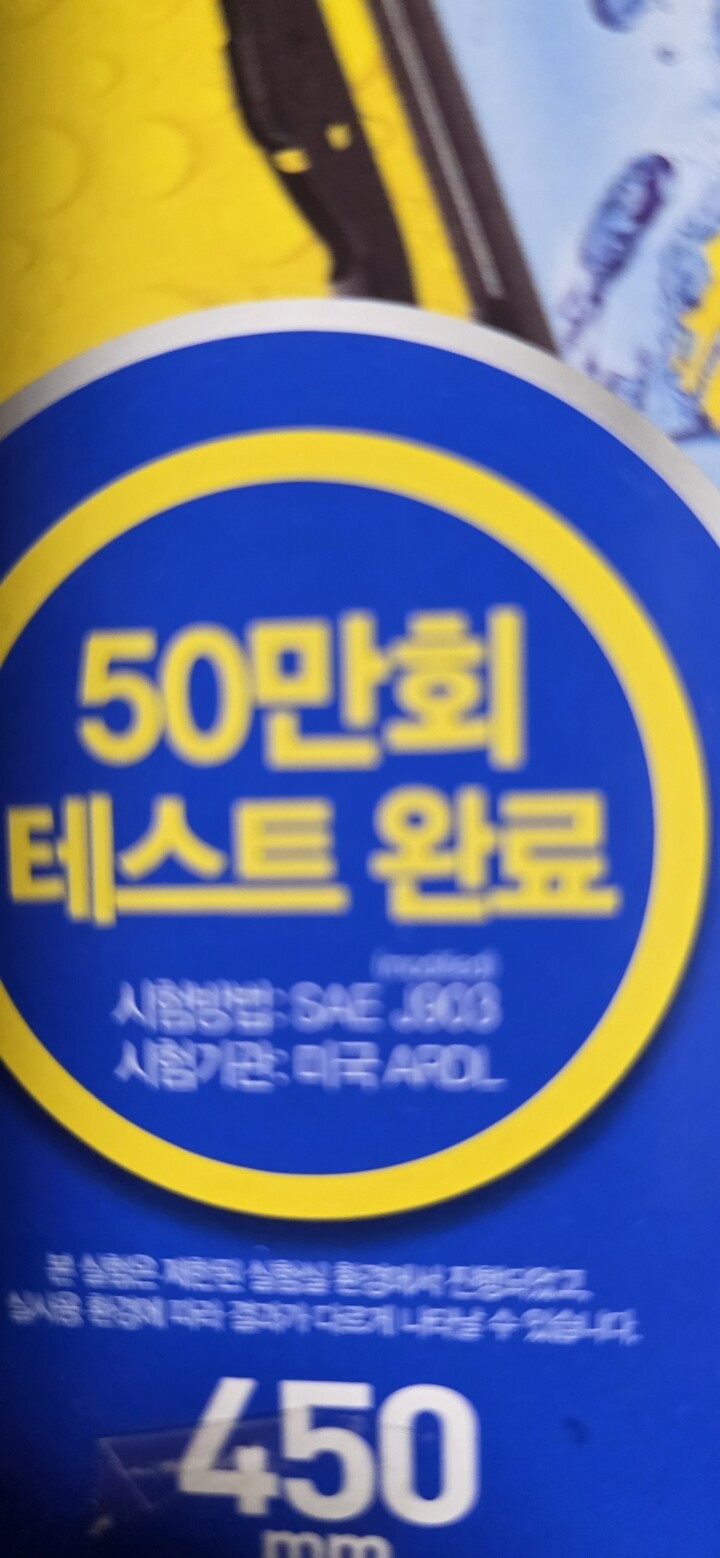 50만회
테스트 완료
(modified)
시험방법: SAE J903
시험기관: 미국 ARDL
본 실험은 제한된 실험실 환경에서 진행되었고,
실사용 환경에 따라 결과가 다르게 나타날 수 있습니다.
450
mm